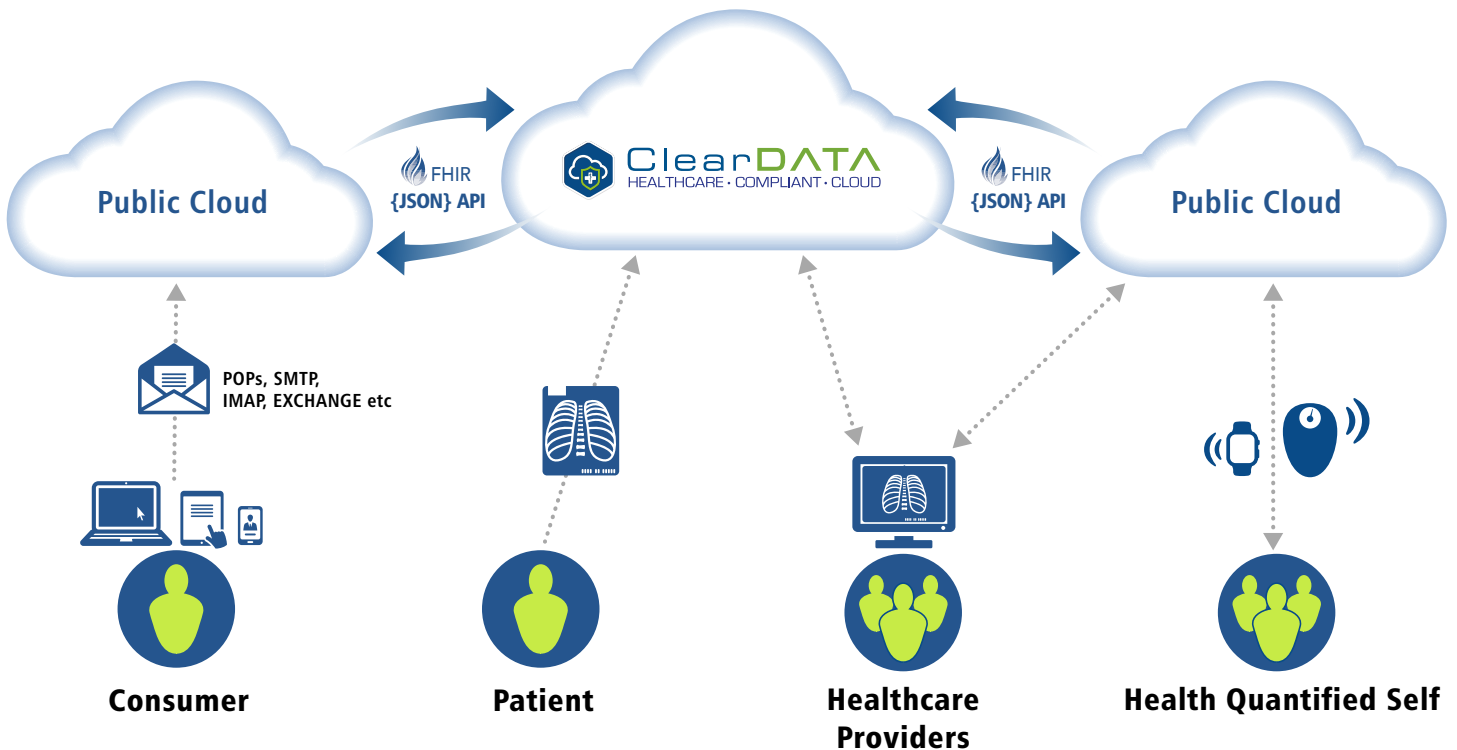 ClearDATA
HEALTHCARE · COMPLIANT · CLOUD
FHIR
{JSON} API
FHIR
{JSON} API
Public Cloud
Public Cloud
POPs, SMTP,
IMAP, EXCHANGE etc
Consumer
Patient
Healthcare
Providers
Health Quantified Self